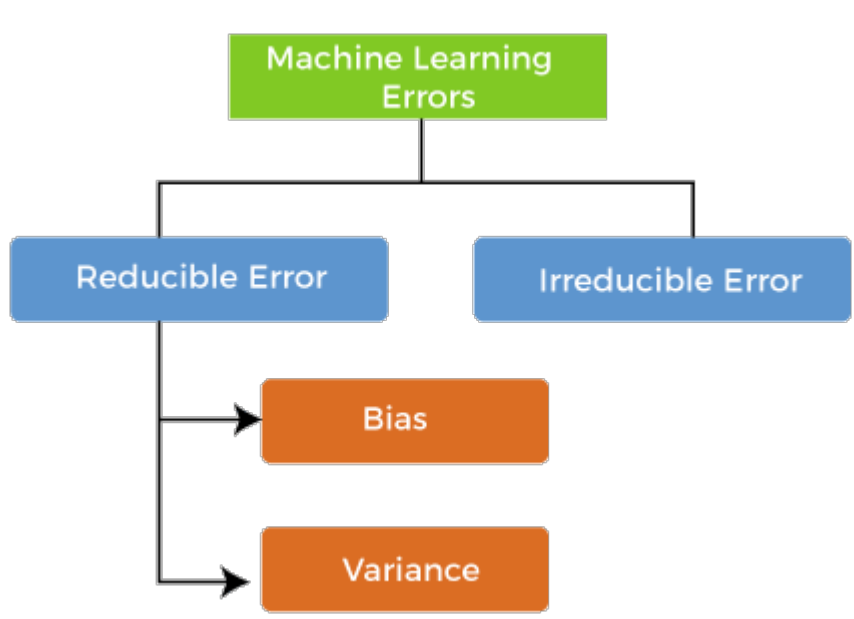 Machine Learning
Errors
Reducible Error
Irreducible Error
Bias
Variance